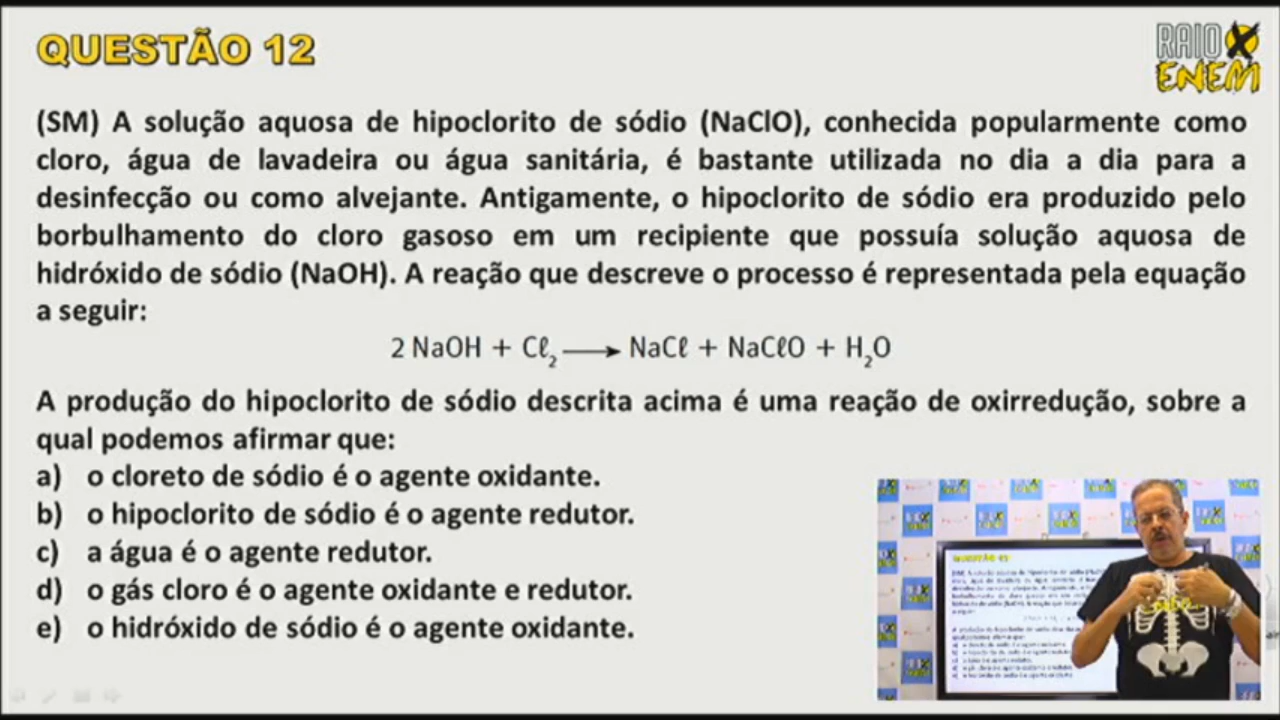 QUESTÃO 12
RAIO X
ENEM
(SM) A solução aquosa de hipoclorito de sódio (NaClO), conhecida popularmente como
cloro, água de lavadeira ou água sanitária, é bastante utilizada no dia a dia para a
desinfecção ou como alvejante. Antigamente, o hipoclorito de sódio era produzido pelo
borbulhamento do cloro gasoso em um recipiente que possuía solução aquosa de
hidróxido de sódio (NaOH). A reação que descreve o processo é representada pela equação
a seguir:
2 NaOH + Cℓ₂ ⟶ NaCℓ + NaCℓO + H₂O
A produção do hipoclorito de sódio descrita acima é uma reação de oxirredução, sobre a
qual podemos afirmar que:
a) o cloreto de sódio é o agente oxidante.
b) o hipoclorito de sódio é o agente redutor.
c) a água é o agente redutor.
d) o gás cloro é o agente oxidante e redutor.
e) o hidróxido de sódio é o agente oxidante.